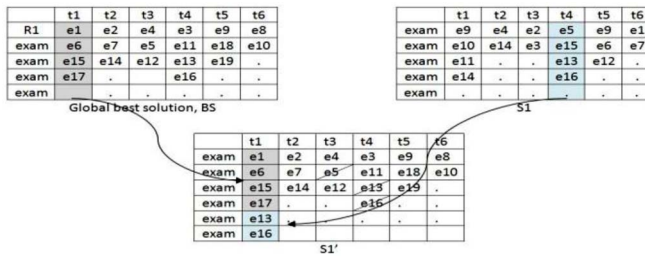 t1 t2 t3 t4 t5 t6
R1 e1 e2 e4 e3 e9 e8
exam e6 e7 e5 e11 e18 e10
exam e15 e14 e12 e13 e19 .
exam e17 . . e16 . .
exam . . . . .
Global best solution, BS
t1 t2 t3 t4 t5 t6
exam e9 e4 e2 e5 e9 e1
exam e10 e14 e3 e15 e6 e7
exam e11 . . e13 e12 .
exam e14 . . e16 . .
exam . . . . . .
S1
t1 t2 t3 t4 t5 t6
exam e1 e2 e4 e3 e9 e8
exam e6 e7 e5 e11 e18 e10
exam e15 e14 e12 e13 e19 .
exam e17 . . e16 . .
exam e13 . . . . .
exam e16
S1'